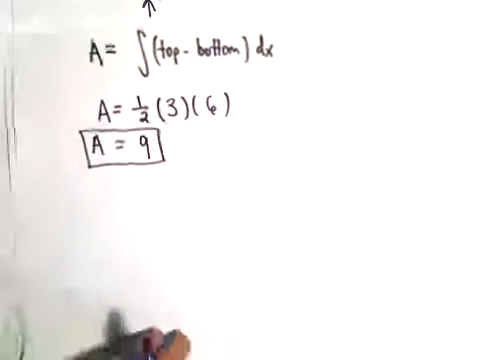 A = ∫(top - bottom) dx
A = 1/2 (3)(6)
A = 9